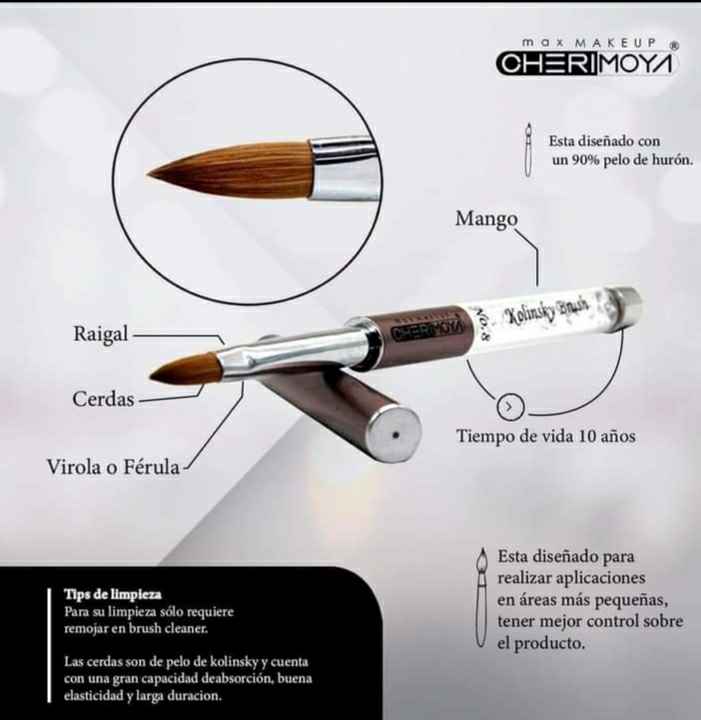 max MAKEUP ®
CHERIMOYA
Esta diseñado con
un 90% pelo de hurón.
Mango
Kolinsky Brush
NO.8
CHERIMOYA
Raigal
Cerdas
Virola o Férula
Tiempo de vida 10 años
Esta diseñado para
realizar aplicaciones
en áreas más pequeñas,
tener mejor control sobre
el producto.
Tips de limpieza
Para su limpieza sólo requiere
remojar en brush cleaner.
Las cerdas son de pelo de kolinsky y cuenta
con una gran capacidad deabsorción, buena
elasticidad y larga duracion.